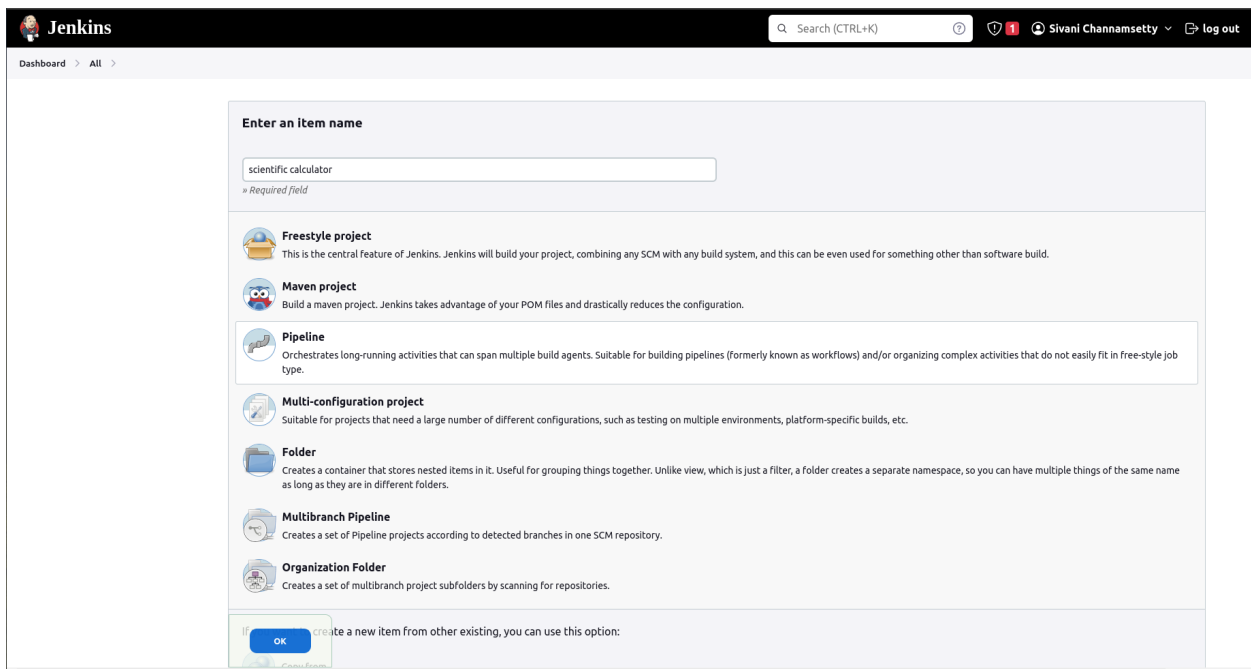 Jenkins
Search (CTRL+K)
1
Sivani Channamsetty
log out
Dashboard > All >
Enter an item name
scientific calculator
» Required field
Freestyle project
This is the central feature of Jenkins. Jenkins will build your project, combining any SCM with any build system, and this can be even used for something other than software build.
Maven project
Build a maven project. Jenkins takes advantage of your POM files and drastically reduces the configuration.
Pipeline
Orchestrates long-running activities that can span multiple build agents. Suitable for building pipelines (formerly known as workflows) and/or organizing complex activities that do not easily fit in free-style job
type.
Multi-configuration project
Suitable for projects that need a large number of different configurations, such as testing on multiple environments, platform-specific builds, etc.
Folder
Creates a container that stores nested items in it. Useful for grouping things together. Unlike view, which is just a filter, a folder creates a separate namespace, so you can have multiple things of the same name
as long as they are in different folders.
Multibranch Pipeline
Creates a set of Pipeline projects according to detected branches in one SCM repository.
Organization Folder
Creates a set of multibranch project subfolders by scanning for repositories.
create a new item from other existing, you can use this option:
OK
Copy from